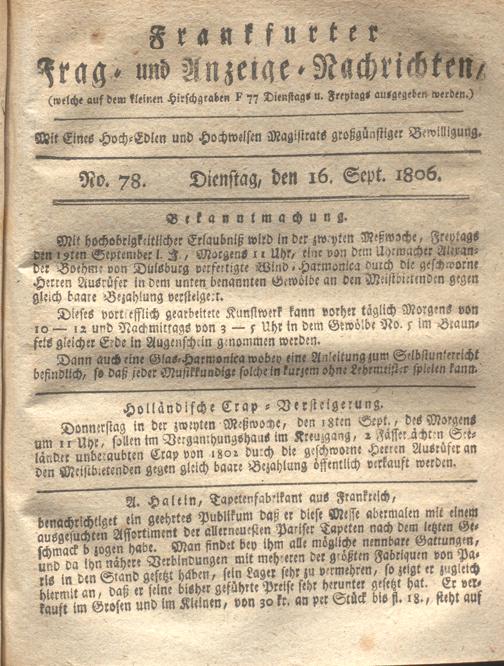 Frankfurter
Frag- und Anzeige-Nachrichten,
(welche auf dem kleinen Hirschgraben F 77 Dienstags u. Freytags ausgegeben werden.)
Mit Eines Hoch-Edlen und Hochweisen Magistrats großgünstiger Bewilligung.
No. 78. Dienstag, den 16. Sept. 1806.
Bekanntmachung.
Mit hochobrigkeitlicher Erlaubniß wird in der zweyten Meßwoche, Freytags
den 19ten September l. J., Morgens 11 Uhr, eine von dem Uhrmacher Alexan-
der Boehme von Duisburg verfertigte Wind-Harmonica durch die geschworne
Herren Ausrüfer in dem unten benannten Gewölbe an den Meistbietenden gegen
gleich baare Bezahlung versteigert.
Dieses vortrefflich gearbeitete Kunstwerk kann vorher täglich Morgens von
10 — 12 und Nachmittags von 3 — 5 Uhr in dem Gewölbe No. 5 im Braun-
fels gleicher Erde in Augenschein genommen werden.
Dann auch eine Glas-Harmonica wobey eine Anleitung zum Selbstunterricht
befindlich, so daß jeder Musikkundige solche in kurzem ohne Lehrmeister spielen kann.
Holländische Crap-Versteigerung.
Donnerstag in der zweyten Meßwoche, den 18ten Sept., des Morgens
um 11 Uhr, sollen im Verganthungshaus im Kreuzgang, 2 Fässer ächten See-
länder unberaubten Crap von 1802 durch die geschworne Herren Ausrüfer an
den Meistbietenden gegen gleich baare Bezahlung öffentlich verkauft werden.
A. Halein, Tapetenfabrikant aus Frankreich,
benachrichtiget ein geehrtes Publikum daß er diese Messe abermalen mit einem
ausgesuchten Assortiment der allerneuesten Pariser Tapeten nach dem letzten Ge-
schmack bezogen habe. Man findet bey ihm alle mögliche nennbare Gattungen,
und da ihn nähere Verbindungen mit mehreren der größten Fabriquen von Pa-
ris in den Stand gesetzt haben, sein Lager sehr zu vermehren, so zeigt er zugleich
hiermit an, daß er seine bisher geführte Preise sehr herunter gesetzt hat. Er ver-
kauft im Grosen und im Kleinen, von 30 kr. an per Stück bis fl. 18., steht auf